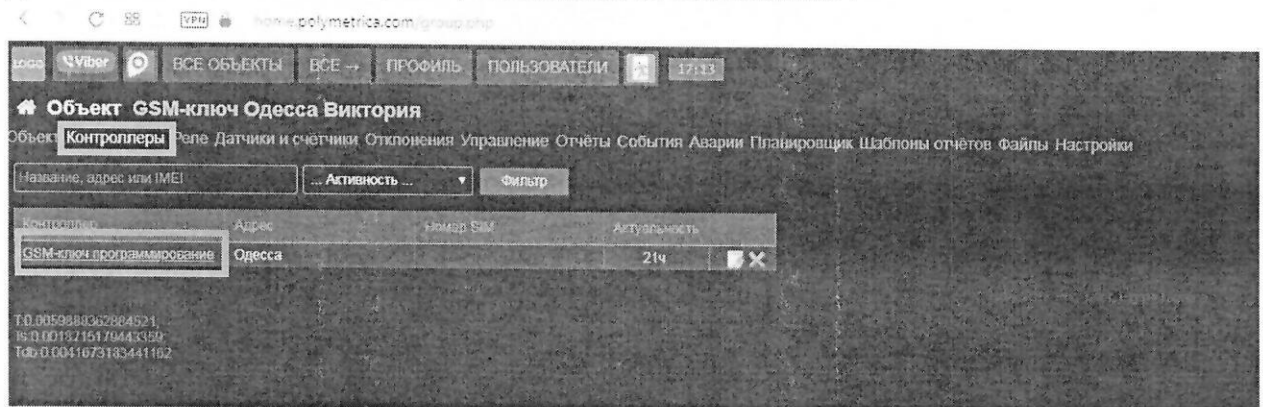 VPN home.polymetrica.com/group.php
LOGO Viber ВСЕ ОБЪЕКТЫ ВСЕ → ПРОФИЛЬ ПОЛЬЗОВАТЕЛИ 17:13
Объект GSM-ключ Одесса Виктория
Объект Контроллеры Реле Датчики и счётчики Отклонения Управление Отчёты События Аварии Планировщик Шаблоны отчётов Файлы Настройки
Название, адрес или IMEI ... Активность ... Фильтр
Контроллер Адрес Номер SIM Актуальность
GSM-ключ программирование Одесса 21ч
T:0.0059888362884521
Tdb:0.0041673183441162